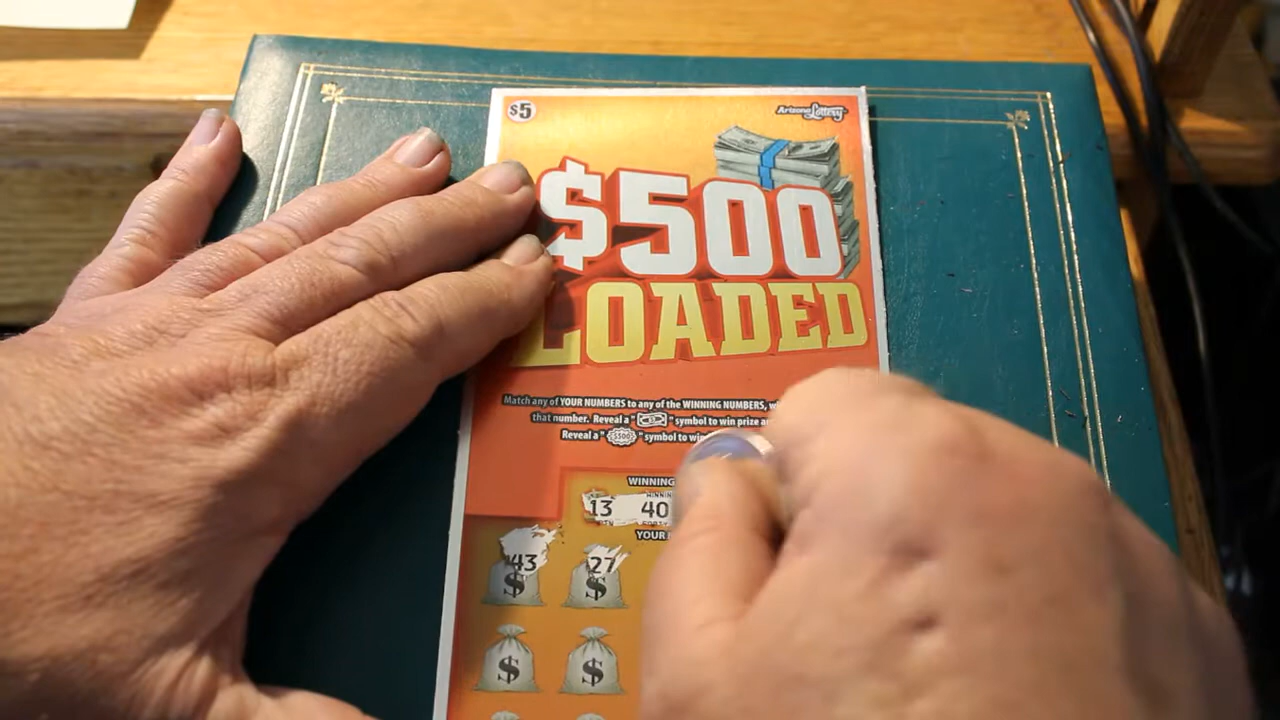 $5
Arizona Lottery
$500
LOADED
Match any of YOUR NUMBERS to any of the WINNING NUMBERS,
that number. Reveal a " " symbol to win prize
Reveal a " $500 " symbol to win
WINNING
13 40
YOUR
43 27
$ $
$ $